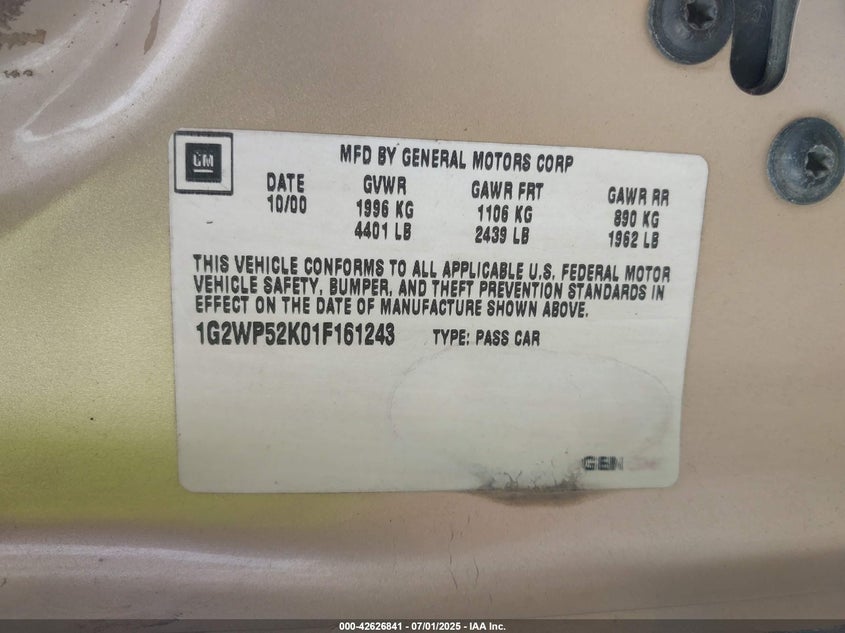 GM
MFD BY GENERAL MOTORS CORP
DATE GVWR GAWR FRT GAWR RR
10/00 1996 KG 1106 KG 890 KG
4401 LB 2439 LB 1962 LB
THIS VEHICLE CONFORMS TO ALL APPLICABLE U.S. FEDERAL MOTOR
VEHICLE SAFETY, BUMPER, AND THEFT PREVENTION STANDARDS IN
EFFECT ON THE DATE OF MANUFACTURE SHOWN ABOVE.
1G2WP52K01F161243 TYPE: PASS CAR
000-42626841 - 07/01/2025 - IAA Inc.